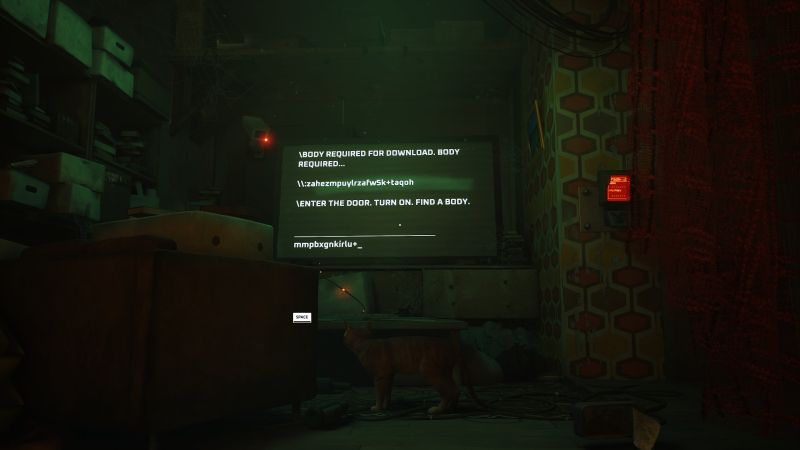 \BODY REQUIRED FOR DOWNLOAD. BODY
REQUIRED...
\\:zahezmpuylrzafw5k+taqoh
\ENTER THE DOOR. TURN ON. FIND A BODY.
mmpbxgnkirlu+_
SPACE